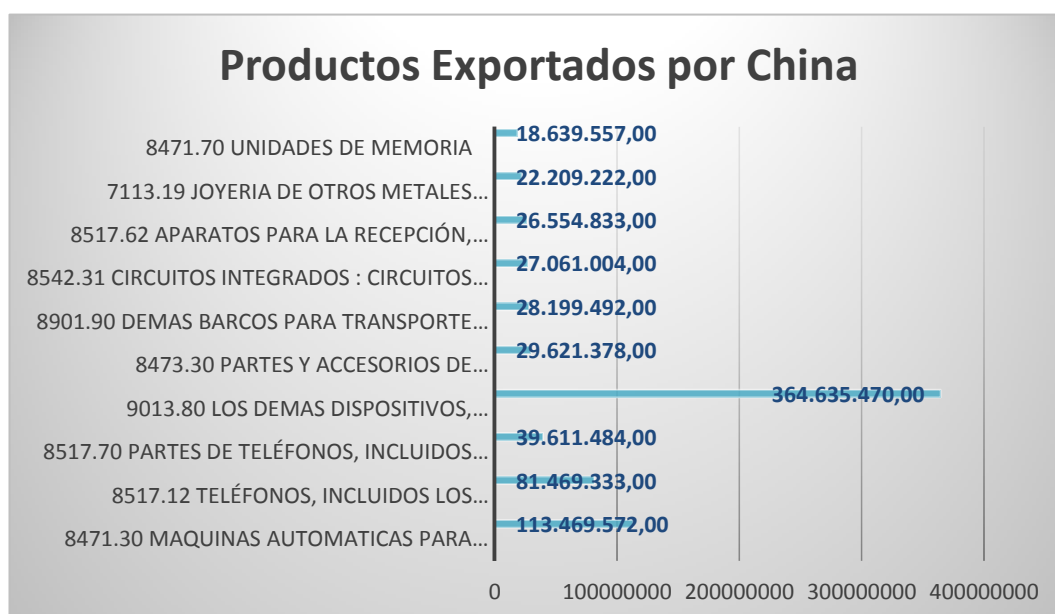 Productos Exportados por China
8471.70 UNIDADES DE MEMORIA 18.639.557,00
7113.19 JOYERIA DE OTROS METALES… 22.209.222,00
8517.62 APARATOS PARA LA RECEPCIÓN,… 26.554.833,00
8542.31 CIRCUITOS INTEGRADOS : CIRCUITOS… 27.061.004,00
8901.90 DEMAS BARCOS PARA TRANSPORTE… 28.199.492,00
8473.30 PARTES Y ACCESORIOS DE… 29.621.378,00
9013.80 LOS DEMAS DISPOSITIVOS,… 364.635.470,00
8517.70 PARTES DE TELÉFONOS, INCLUIDOS… 39.611.484,00
8517.12 TELÉFONOS, INCLUIDOS LOS… 81.469.333,00
8471.30 MAQUINAS AUTOMATICAS PARA… 113.469.572,00
0 100000000 200000000 300000000 400000000